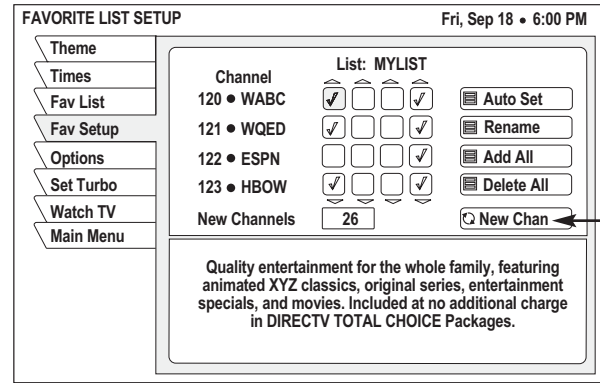 FAVORITE LIST SETUP
Fri, Sep 18 • 6:00 PM
Theme
Times
Fav List
Fav Setup
Options
Set Turbo
Watch TV
Main Menu
List: MYLIST
Channel
120 • WABC
Auto Set
121 • WQED
Rename
122 • ESPN
Add All
123 • HBOW
Delete All
New Channels
26
New Chan
Quality entertainment for the whole family, featuring
animated XYZ classics, original series, entertainment
specials, and movies. Included at no additional charge
in DIRECTV TOTAL CHOICE Packages.